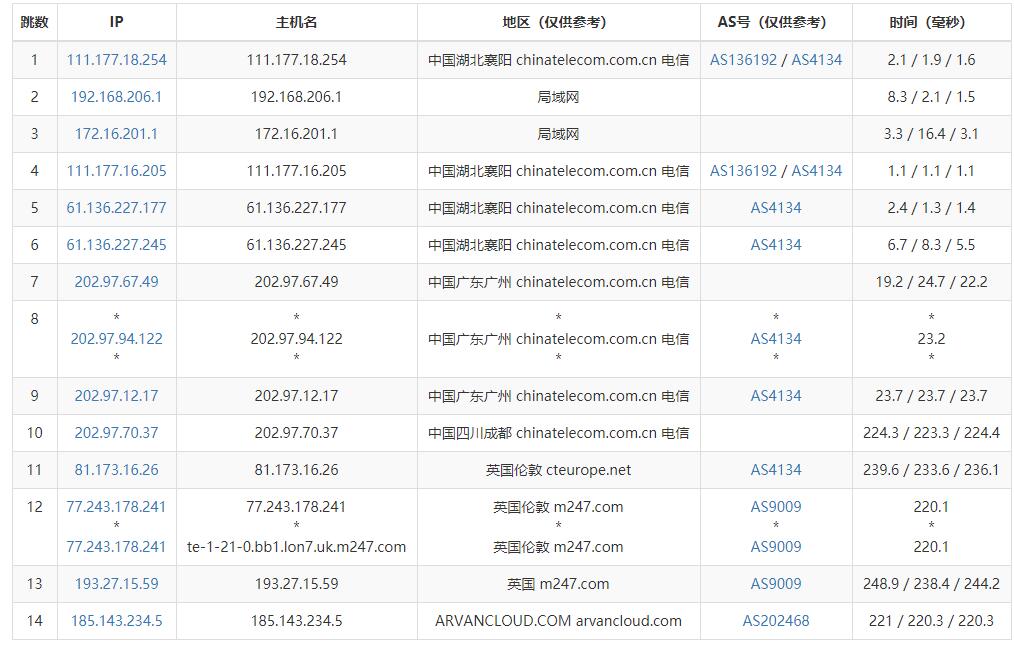 跳数 IP 主机名 地区（仅供参考） AS号（仅供参考） 时间（毫秒）
1 111.177.18.254 111.177.18.254 中国湖北襄阳 chinatelecom.com.cn 电信 AS136192 / AS4134 2.1 / 1.9 / 1.6
2 192.168.206.1 192.168.206.1 局域网 8.3 / 2.1 / 1.5
3 172.16.201.1 172.16.201.1 局域网 3.3 / 16.4 / 3.1
4 111.177.16.205 111.177.16.205 中国湖北襄阳 chinatelecom.com.cn 电信 AS136192 / AS4134 1.1 / 1.1 / 1.1
5 61.136.227.177 61.136.227.177 中国湖北襄阳 chinatelecom.com.cn 电信 AS4134 2.4 / 1.3 / 1.4
6 61.136.227.245 61.136.227.245 中国湖北襄阳 chinatelecom.com.cn 电信 AS4134 6.7 / 8.3 / 5.5
7 202.97.67.49 202.97.67.49 中国广东广州 chinatelecom.com.cn 电信 19.2 / 24.7 / 22.2
8 * * * * *
202.97.94.122 202.97.94.122 中国广东广州 chinatelecom.com.cn 电信 AS4134 23.2
* * * * *
9 202.97.12.17 202.97.12.17 中国广东广州 chinatelecom.com.cn 电信 AS4134 23.7 / 23.7 / 23.7
10 202.97.70.37 202.97.70.37 中国四川成都 chinatelecom.com.cn 电信 224.3 / 223.3 / 224.4
11 81.173.16.26 81.173.16.26 英国伦敦 cteurope.net AS4134 239.6 / 233.6 / 236.1
12 77.243.178.241 77.243.178.241 英国伦敦 m247.com AS9009 220.1
* * * * *
77.243.178.241 te-1-21-0.bb1.lon7.uk.m247.com 英国伦敦 m247.com AS9009 220.1
13 193.27.15.59 193.27.15.59 英国 m247.com AS9009 248.9 / 238.4 / 244.2
14 185.143.234.5 185.143.234.5 ARVANCLOUD.COM arvancloud.com AS202468 221 / 220.3 / 220.3